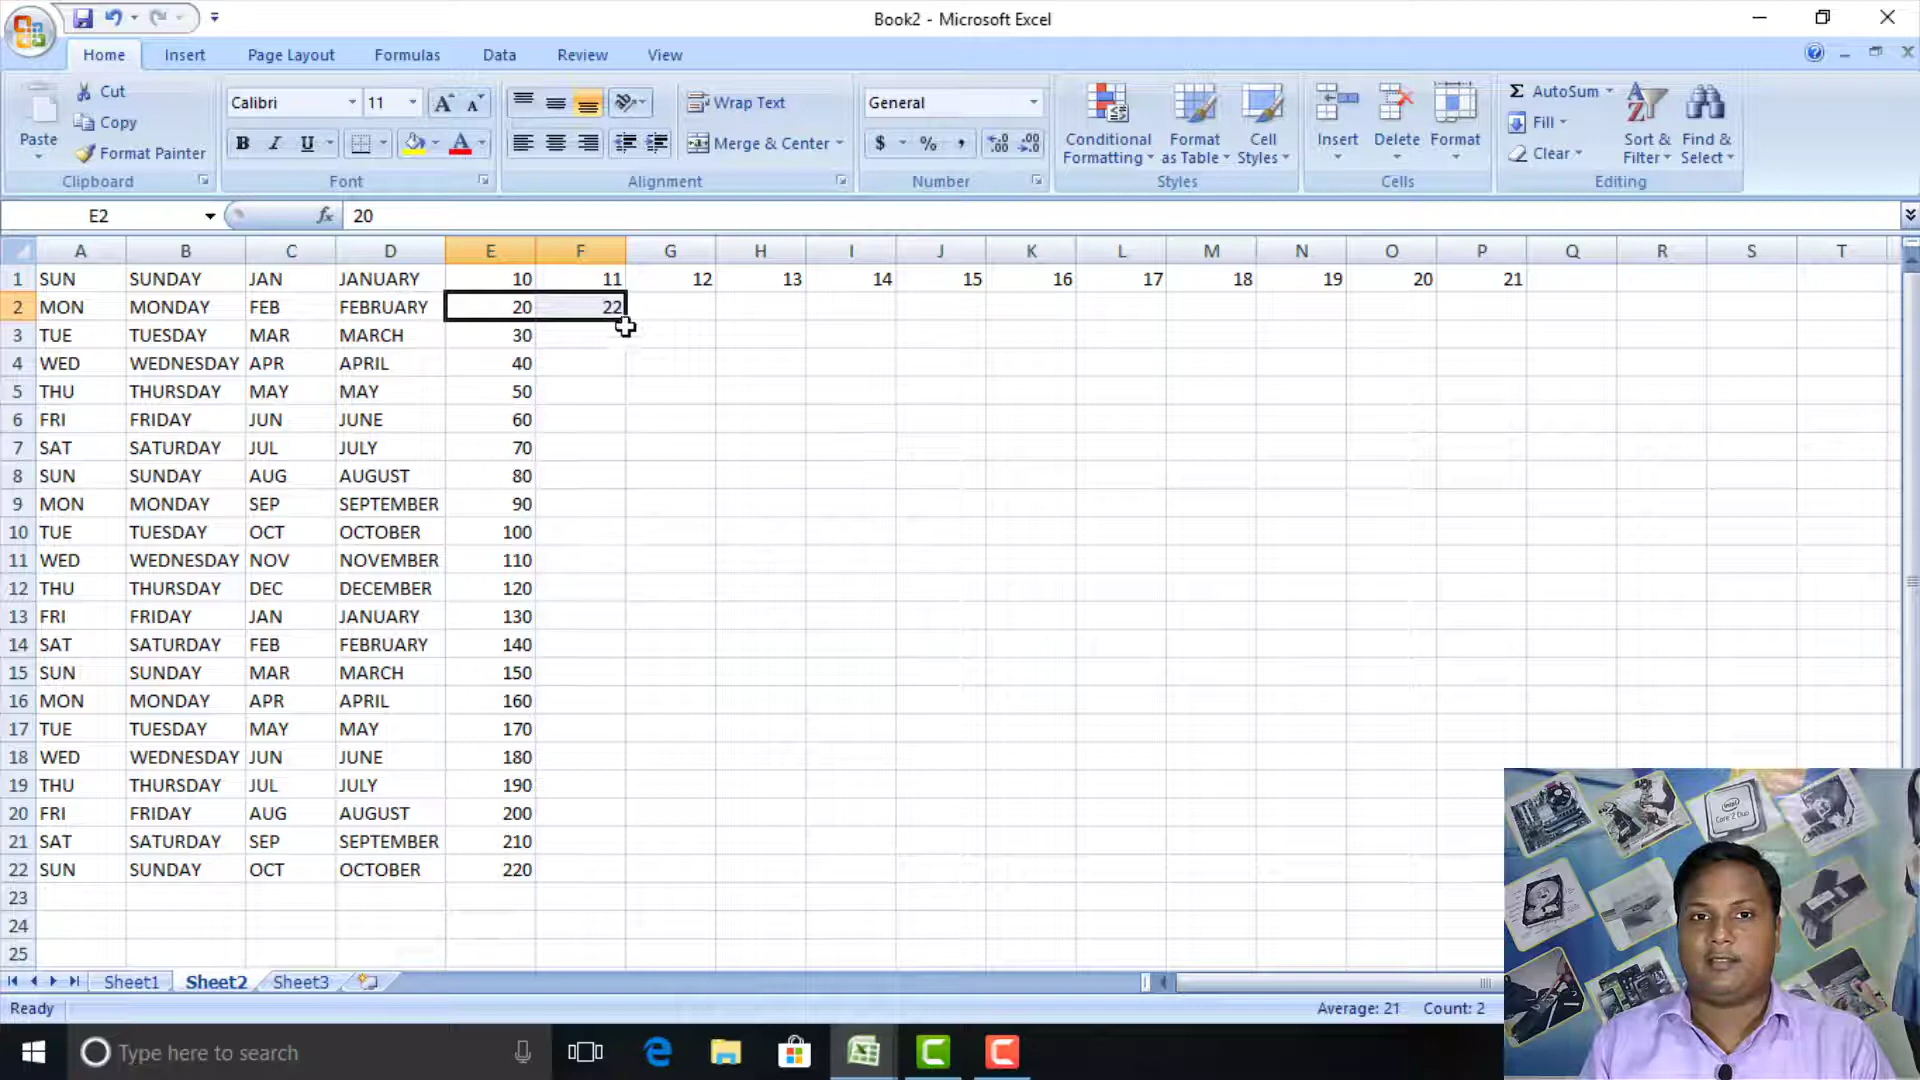 Book2 - Microsoft Excel
Home Insert Page Layout Formulas Data Review View
Paste Cut Copy Format Painter Clipboard
Calibri 11 A A B I U A Font
Wrap Text Merge & Center Alignment
General $ % , .0 .00 .00 .0 Number
Conditional Formatting Format as Table Cell Styles Styles
Insert Delete Format Cells
Σ AutoSum Fill Clear Sort & Filter Find & Select Editing
E2 fx 20
A B C D E F G H I J K L M N O P Q R S T
1 SUN SUNDAY JAN JANUARY 10 11 12 13 14 15 16 17 18 19 20 21
2 MON MONDAY FEB FEBRUARY 20 22
3 TUE TUESDAY MAR MARCH 30
4 WED WEDNESDAY APR APRIL 40
5 THU THURSDAY MAY MAY 50
6 FRI FRIDAY JUN JUNE 60
7 SAT SATURDAY JUL JULY 70
8 SUN SUNDAY AUG AUGUST 80
9 MON MONDAY SEP SEPTEMBER 90
10 TUE TUESDAY OCT OCTOBER 100
11 WED WEDNESDAY NOV NOVEMBER 110
12 THU THURSDAY DEC DECEMBER 120
13 FRI FRIDAY JAN JANUARY 130
14 SAT SATURDAY FEB FEBRUARY 140
15 SUN SUNDAY MAR MARCH 150
16 MON MONDAY APR APRIL 160
17 TUE TUESDAY MAY MAY 170
18 WED WEDNESDAY JUN JUNE 180
19 THU THURSDAY JUL JULY 190
20 FRI FRIDAY AUG AUGUST 200
21 SAT SATURDAY SEP SEPTEMBER 210
22 SUN SUNDAY OCT OCTOBER 220
23
24
25
Sheet1 Sheet2 Sheet3
Ready Average: 21 Count: 2
Type here to search
intel
Core 2 Duo